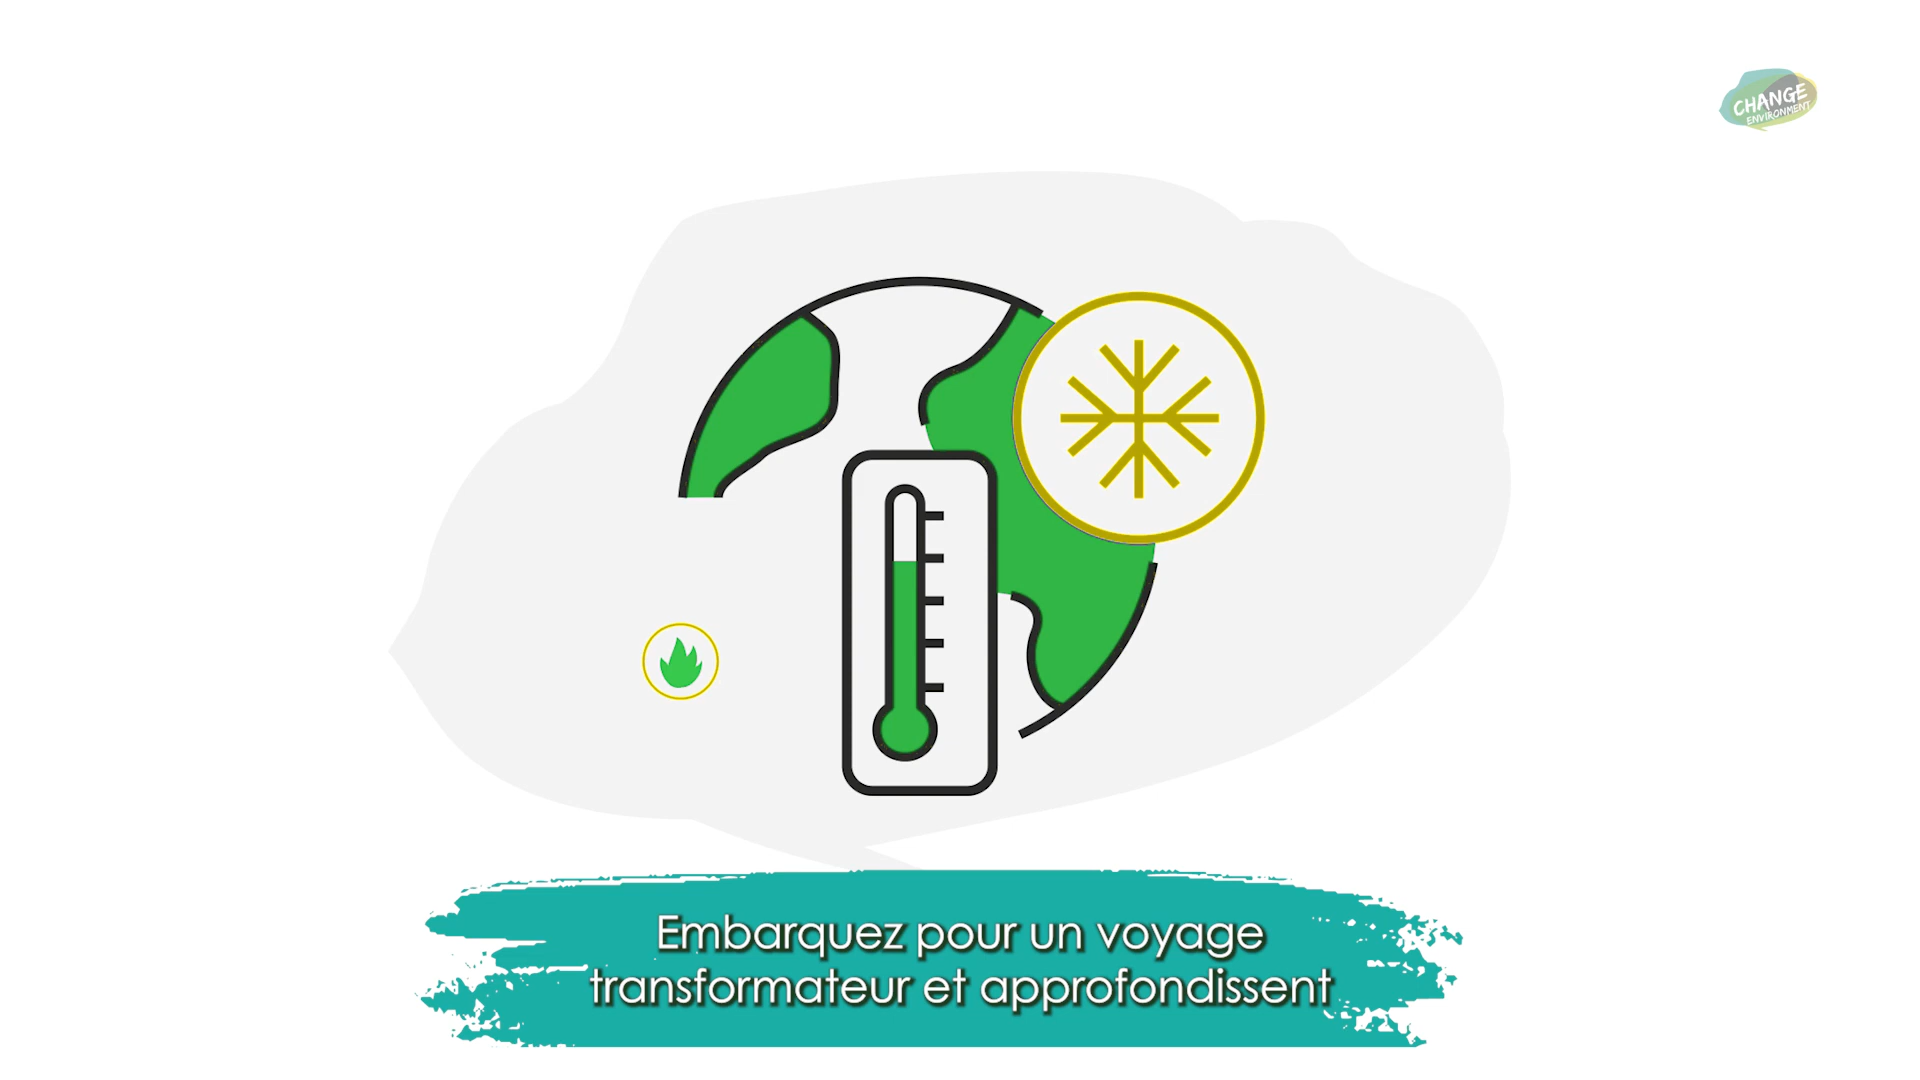 CHANGE
ENVIRONMENT
Embarquez pour un voyage
transformateur et approfondissent